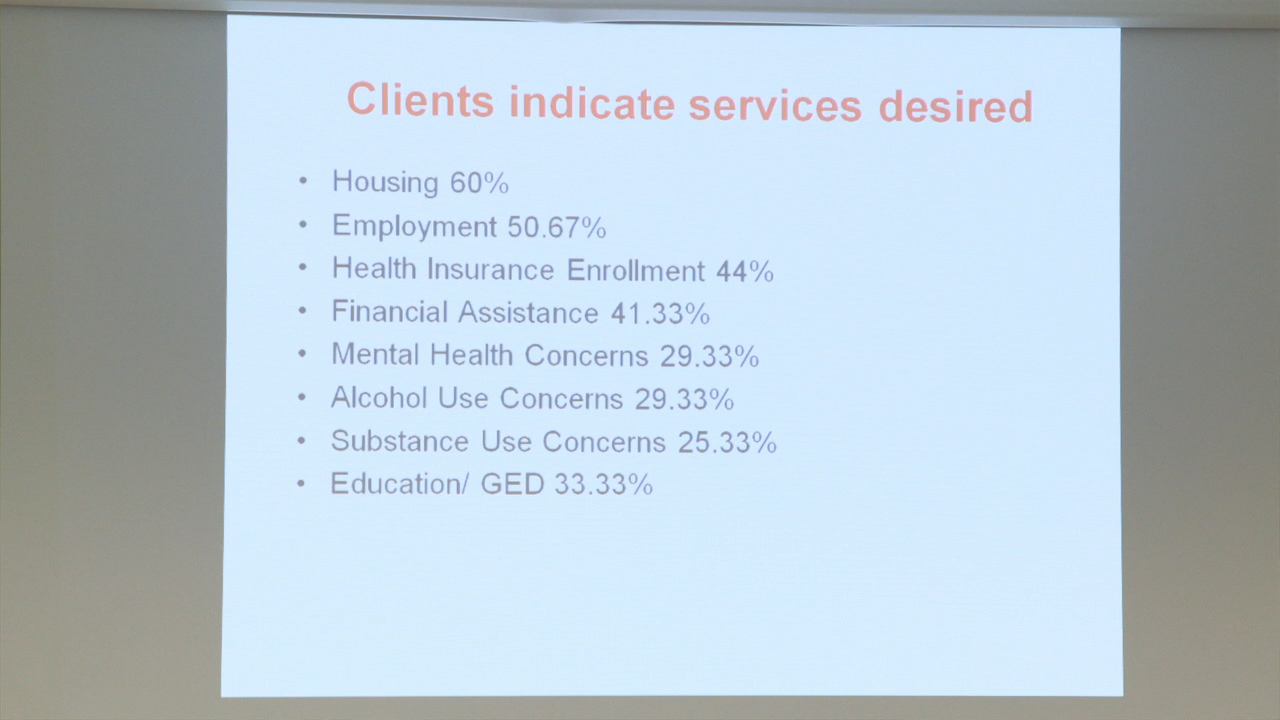 Clients indicate services desired
• Housing 60%
• Employment 50.67%
• Health Insurance Enrollment 44%
• Financial Assistance 41.33%
• Mental Health Concerns 29.33%
• Alcohol Use Concerns 29.33%
• Substance Use Concerns 25.33%
• Education/ GED 33.33%